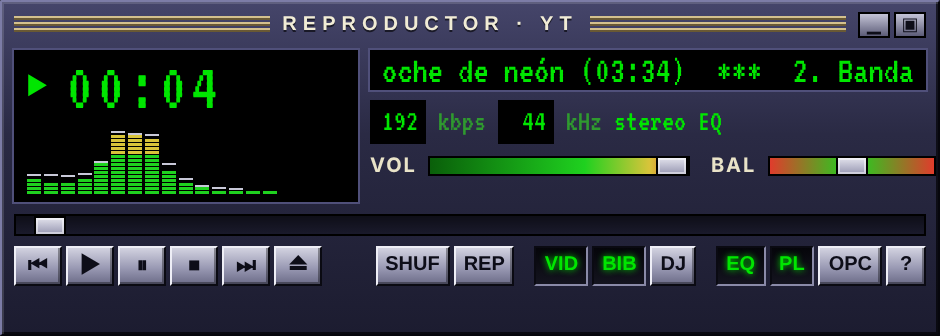 REPRODUCTOR · YT
00:04
oche de neón (03:34) *** 2. Banda
192 kbps 44 kHz stereo EQ
VOL BAL
SHUF REP VID BIB DJ EQ PL OPC ?